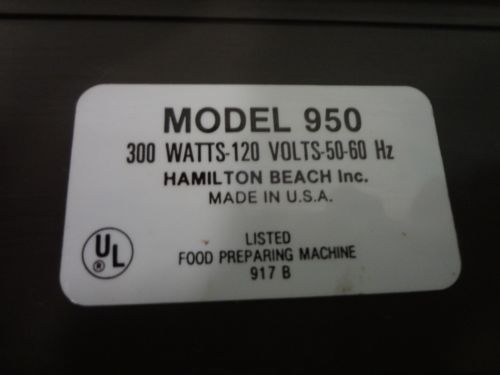 MODEL 950
300 WATTS-120 VOLTS-50-60 Hz
HAMILTON BEACH Inc.
MADE IN U.S.A.
UL
®
LISTED
FOOD PREPARING MACHINE
917 B